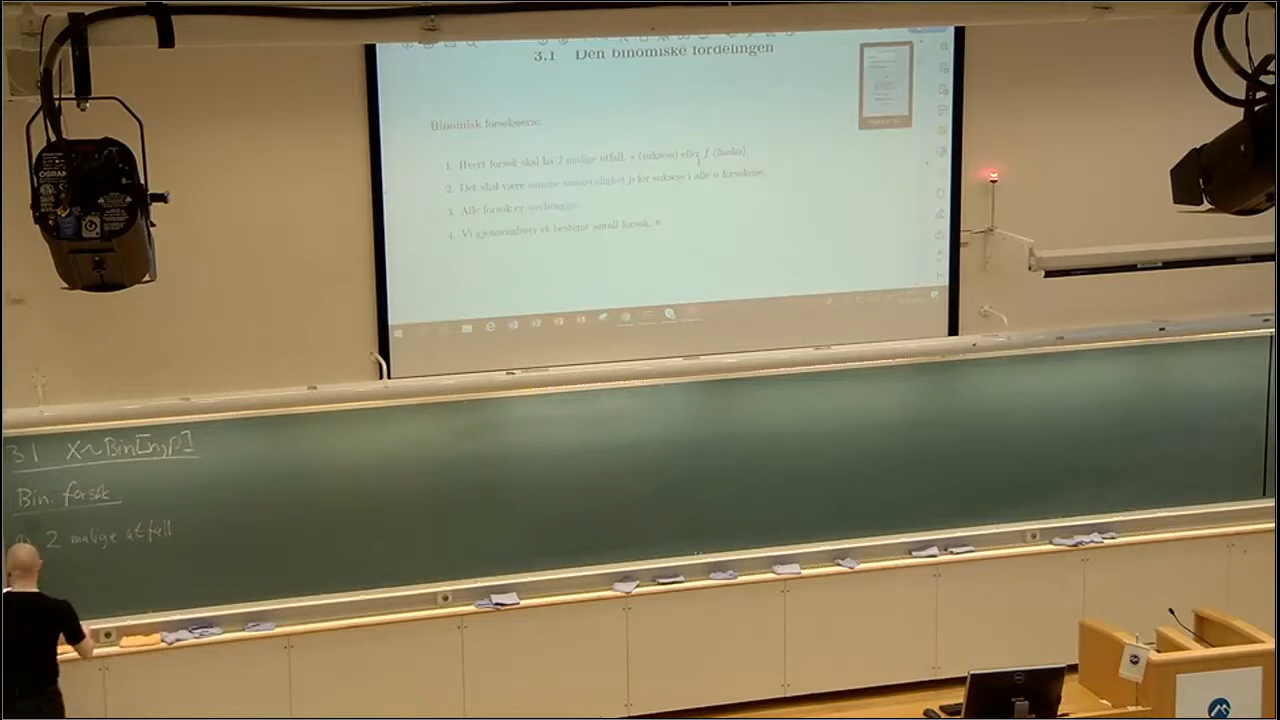 3.1 Den binomiske fordelingen
Binomisk forsøksserie:
1. Hvert forsøk skal ha 2 mulige utfall, s (suksess) eller f (fiasko).
2. Det skal være samme sannsynlighet p for suksess i alle n forsøkene.
3. Alle forsøk er uavhengige.
4. Vi gjennomfører et bestemt antall forsøk, n
3.1 X~Bin[n,p]
Bin. forsøk
2 mulige utfall
OSRAM
DELL